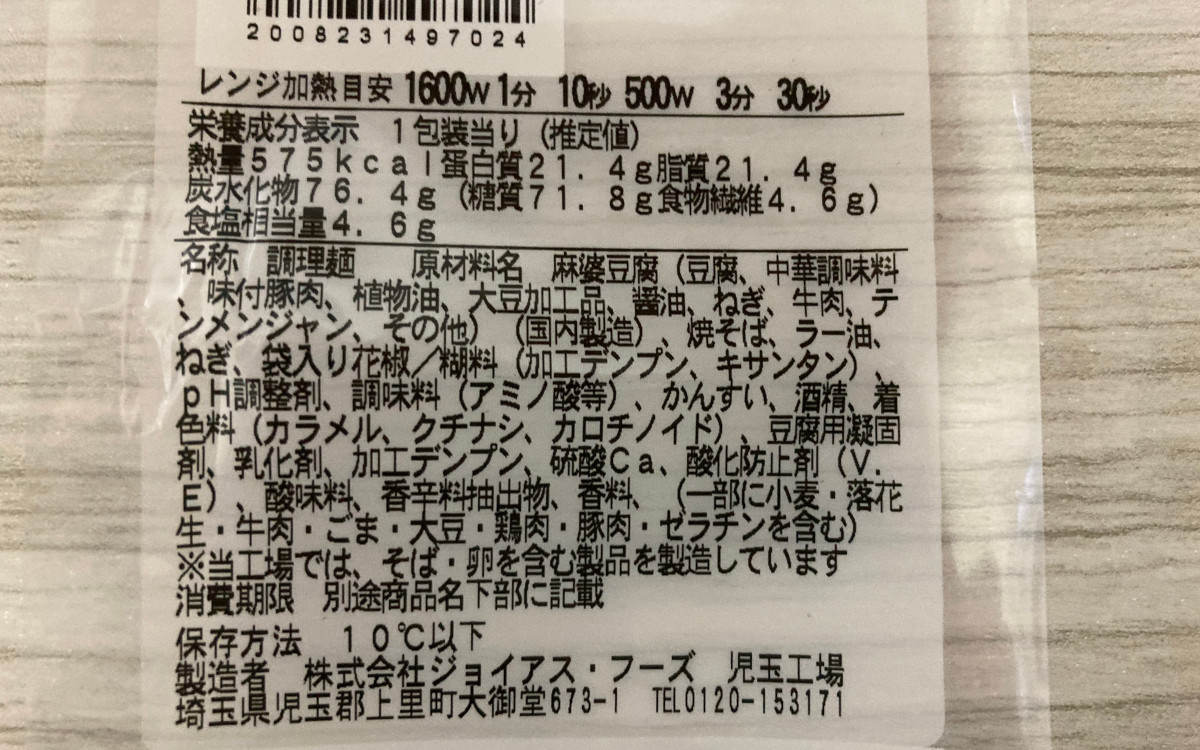 2008231497024
レンジ加熱目安 1600W 1分 10秒 500W 3分 30秒
栄養成分表示 1包装当り(推定値)
熱量575kcal蛋白質21.4g脂質21.4g
炭水化物76.4g(糖質71.8g食物繊維4.6g)
食塩相当量4.6g
名称 調理麺 原材料名 麻婆豆腐(豆腐、中華調味料
、味付豚肉、植物油、大豆加工品、醤油、ねぎ、牛肉、テ
ンメンジャン、その他)(国内製造)、焼そば、ラー油、
ねぎ、袋入り花椒/糊料(加工デンプン、キサンタン)、
pH調整剤、調味料(アミノ酸等)、かんすい、酒精、着
色料(カラメル、クチナシ、カロチノイド)、豆腐用凝固
剤、乳化剤、加工デンプン、硫酸Ca、酸化防止剤(V.
E)、酸味料、香辛料抽出物、香料、(一部に小麦・落花
生・牛肉・ごま・大豆・鶏肉・豚肉・ゼラチンを含む)
※当工場では、そば・卵を含む製品を製造しています
消費期限 別途商品名下部に記載
保存方法 10℃以下
製造者 株式会社ジョイアス・フーズ 児玉工場
埼玉県児玉郡上里町大御堂673-1 TEL0120-153171